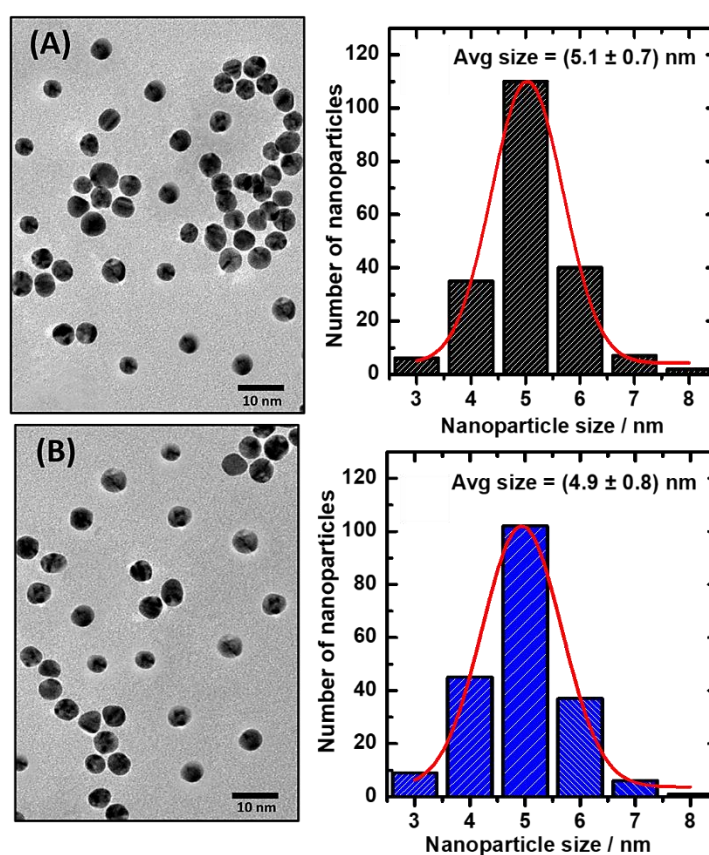 (A)
10 nm
Avg size = (5.1 ± 0.7) nm
Number of nanoparticles
120
100
80
60
40
20
0
3 4 5 6 7 8
Nanoparticle size / nm
(B)
10 nm
Avg size = (4.9 ± 0.8) nm
Number of nanoparticles
120
100
80
60
40
20
0
3 4 5 6 7 8
Nanoparticle size / nm